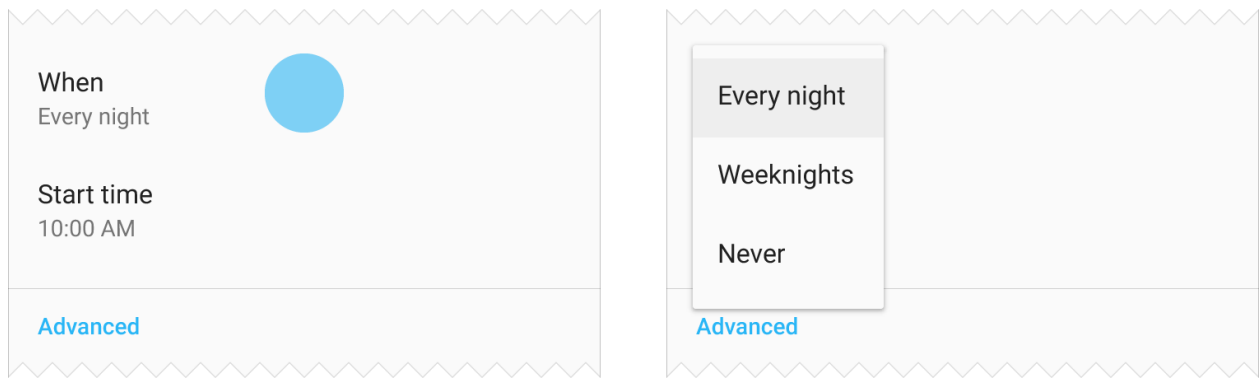 When
Every night
Start time
10:00 AM
Advanced
Every night
Weeknights
Never
Advanced